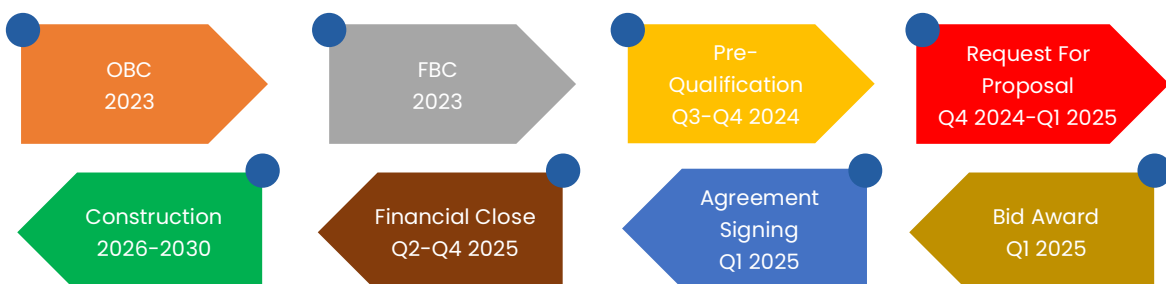 OBC
2023
FBC
2023
Pre-
Qualification
Q3-Q4 2024
Request For
Proposal
Q4 2024-Q1 2025
Construction
2026-2030
Financial Close
Q2-Q4 2025
Agreement
Signing
Q1 2025
Bid Award
Q1 2025